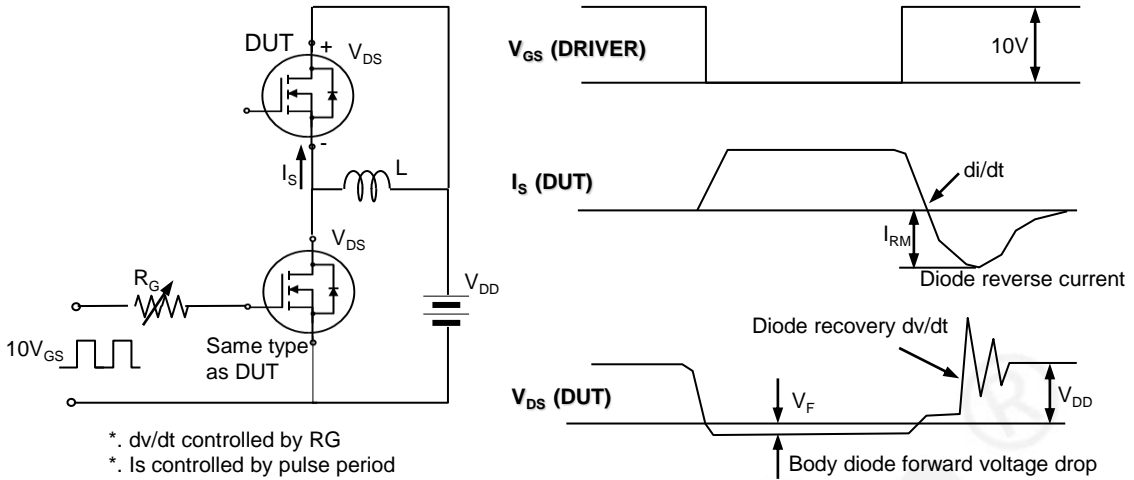 DUT
+
V_DS
-
I_S
L
V_DS
R_G
V_DD
10V_GS
Same type
as DUT
*. dv/dt controlled by RG
*. Is controlled by pulse period
V_GS (DRIVER)
10V
I_S (DUT)
di/dt
I_RM
Diode reverse current
Diode recovery dv/dt
V_DS (DUT)
V_F
V_DD
Body diode forward voltage drop
R